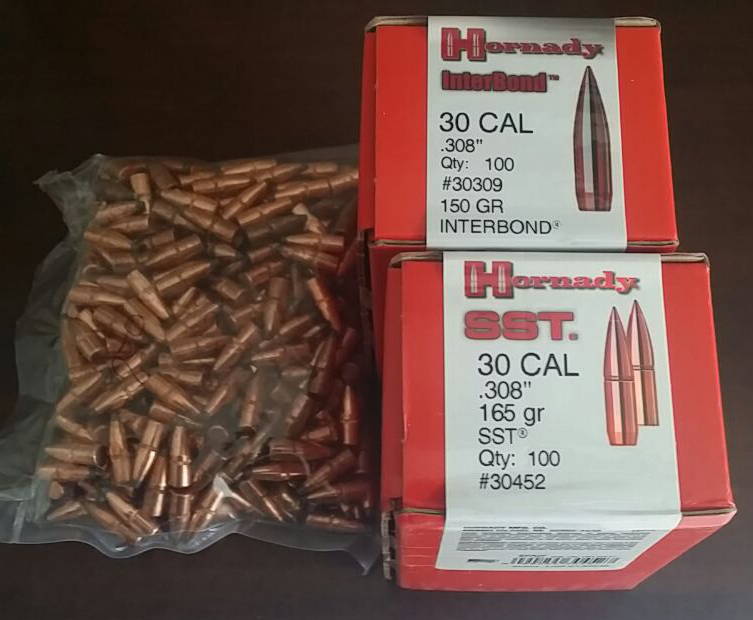 Hornady
InterBond™
30 CAL
.308"
Qty: 100
#30309
150 GR
INTERBOND®
Hornady
SST.
30 CAL
.308"
165 gr
SST®
Qty: 100
#30452